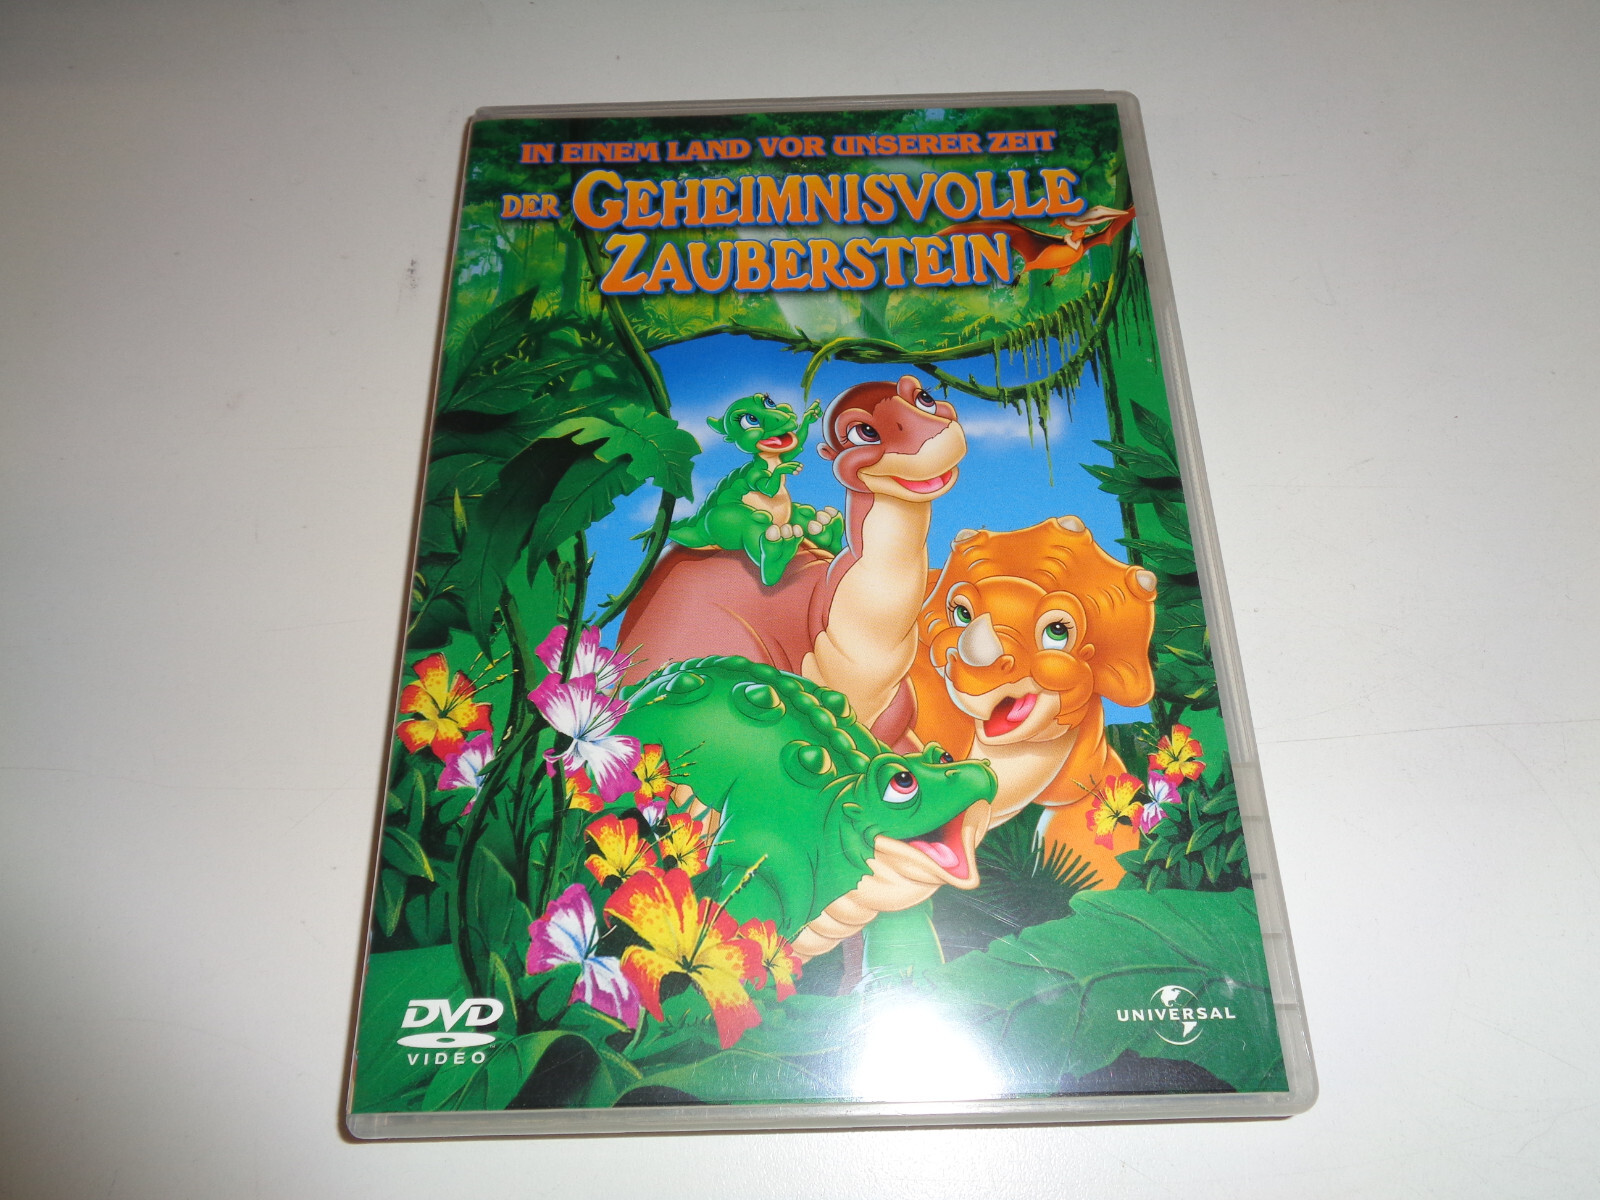 IN EINEM LAND VOR UNSERER ZEIT
DER GEHEIMNISVOLLE
ZAUBERSTEIN
DVD
VIDEO
UNIVERSAL